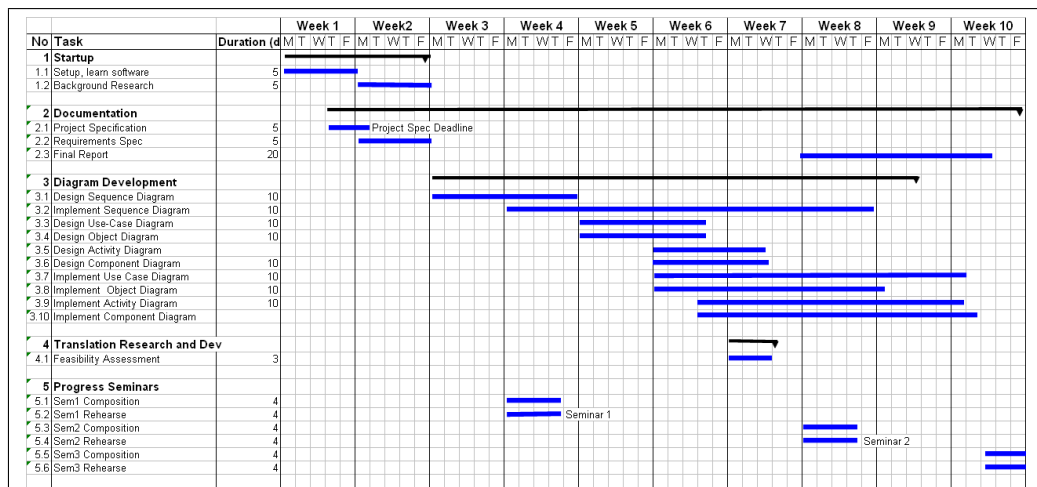 Week 1 Week2 Week 3 Week 4 Week 5 Week 6 Week 7 Week 8 Week 9 Week 10
No Task Duration (d M T W T F M T W T F M T W T F M T W T F M T W T F M T W T F M T W T F M T W T F M T W T F M T W T F
1 Startup
1.1 Setup, learn software 5
1.2 Background Research 5
2 Documentation
2.1 Project Specification 5 Project Spec Deadline
2.2 Requirements Spec 5
2.3 Final Report 20
3 Diagram Development
3.1 Design Sequence Diagram 10
3.2 Implement Sequence Diagram 10
3.3 Design Use-Case Diagram 10
3.4 Design Object Diagram 10
3.5 Design Activity Diagram
3.6 Design Component Diagram 10
3.7 Implement Use Case Diagram 10
3.8 Implement Object Diagram 10
3.9 Implement Activity Diagram 10
3.10 Implement Component Diagram
4 Translation Research and Dev
4.1 Feasibility Assessment 3
5 Progress Seminars
5.1 Sem1 Composition 4
5.2 Sem1 Rehearse 4 Seminar 1
5.3 Sem2 Composition 4
5.4 Sem2 Rehearse 4 Seminar 2
5.5 Sem3 Composition 4
5.6 Sem3 Rehearse 4